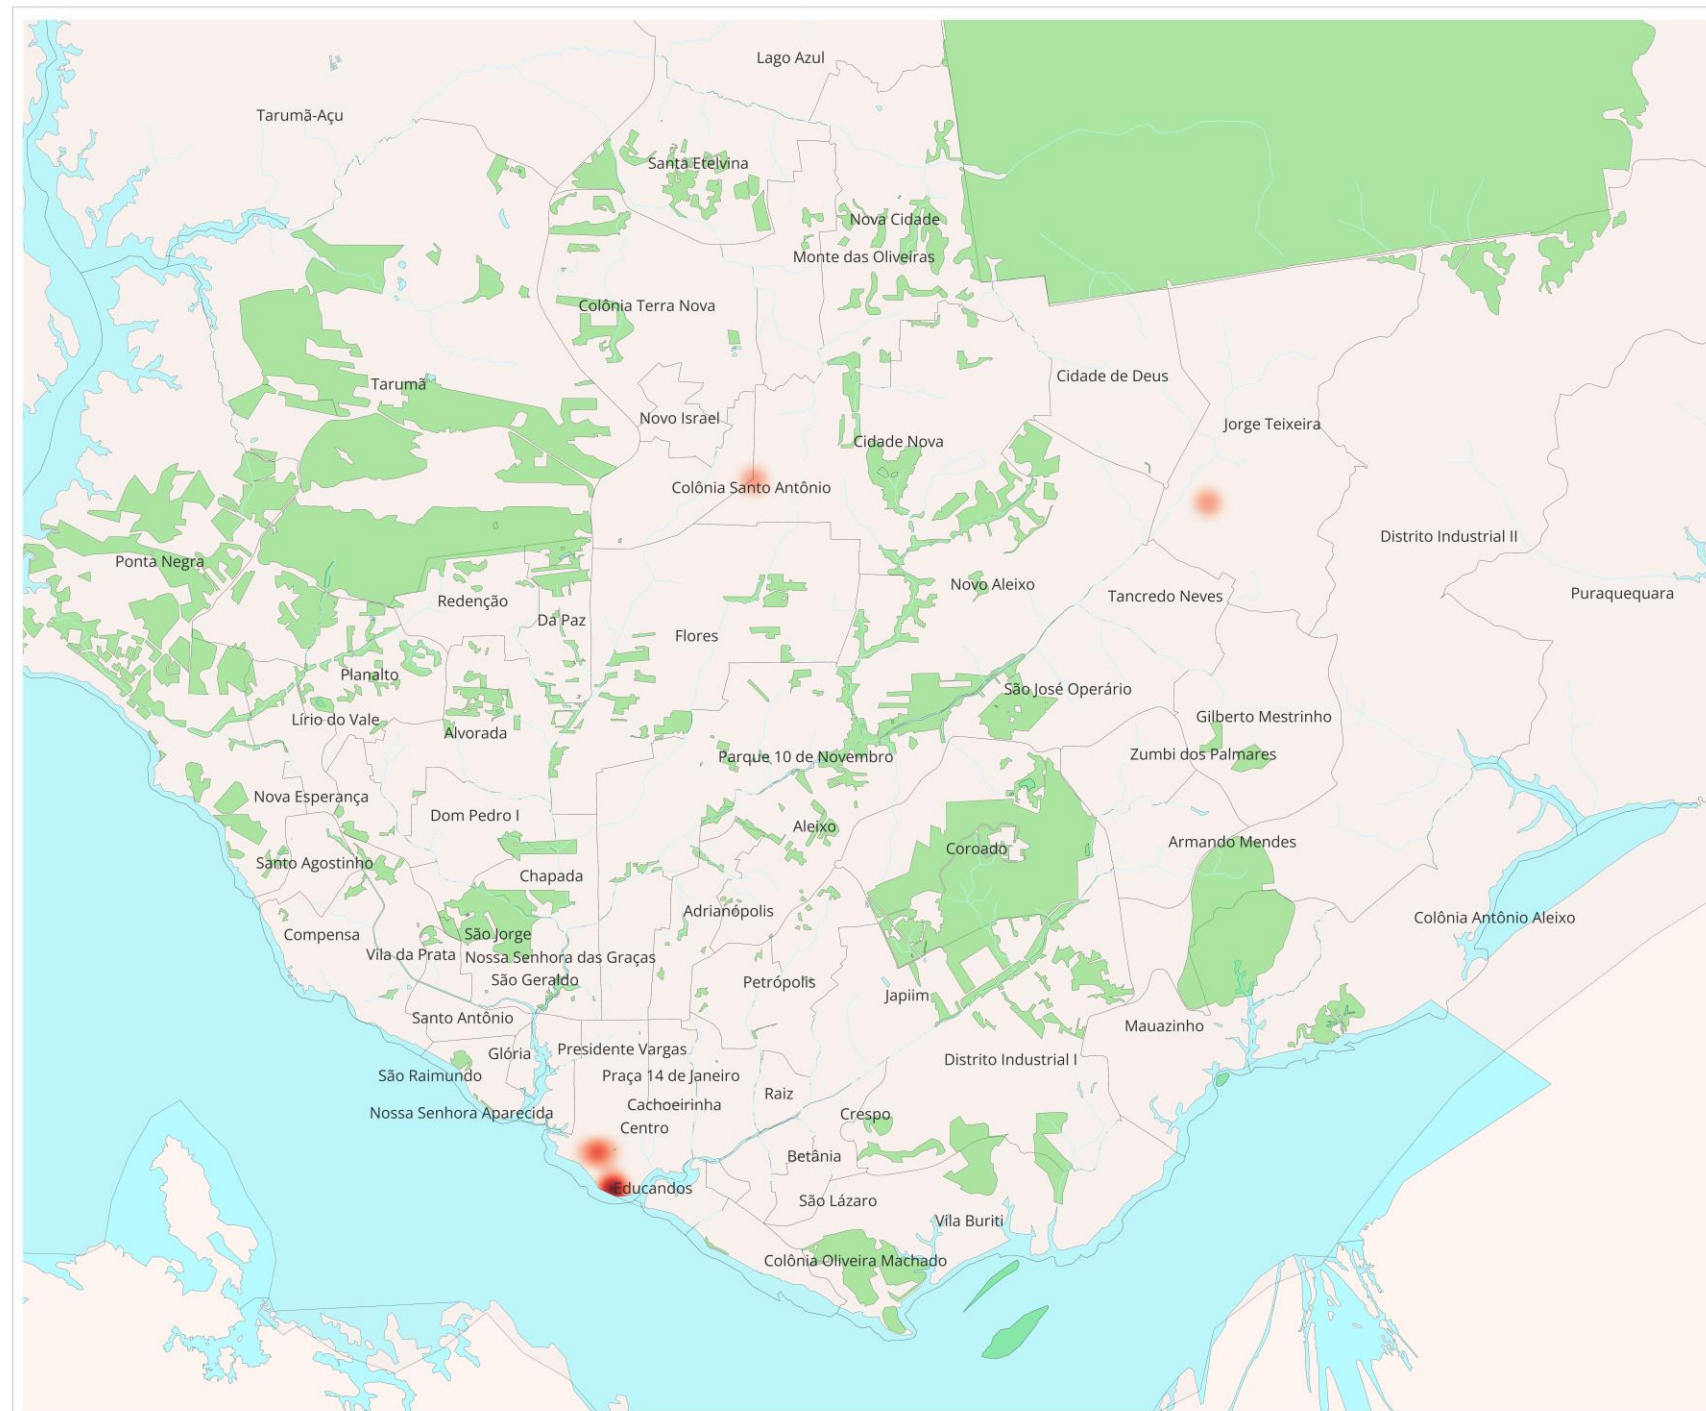 Lago Azul
Tarumã-Açu
Santa Etelvina
Nova Cidade
Monte das Oliveiras
Colônia Terra Nova
Cidade de Deus
Tarumã
Novo Israel
Jorge Teixeira
Cidade Nova
Colônia Santo Antônio
Distrito Industrial II
Ponta Negra
Novo Aleixo
Puraquequara
Tancredo Neves
Redenção
Da Paz
Flores
Planalto
São José Operário
Lírio do Vale
Gilberto Mestrinho
Alvorada
Zumbi dos Palmares
Parque 10 de Novembro
Nova Esperança
Dom Pedro I
Aleixo
Armando Mendes
Coroado
Santo Agostinho
Chapada
Adrianópolis
Colônia Antônio Aleixo
São Jorge
Compensa
Vila da Prata
Nossa Senhora das Graças
São Geraldo
Petrópolis
Japiim
Santo Antônio
Mauazinho
Presidente Vargas
Glória
Distrito Industrial I
São Raimundo
Praça 14 de Janeiro
Raiz
Cachoeirinha
Nossa Senhora Aparecida
Crespo
Centro
Betânia
Educandos
São Lázaro
Vila Buriti
Colônia Oliveira Machado